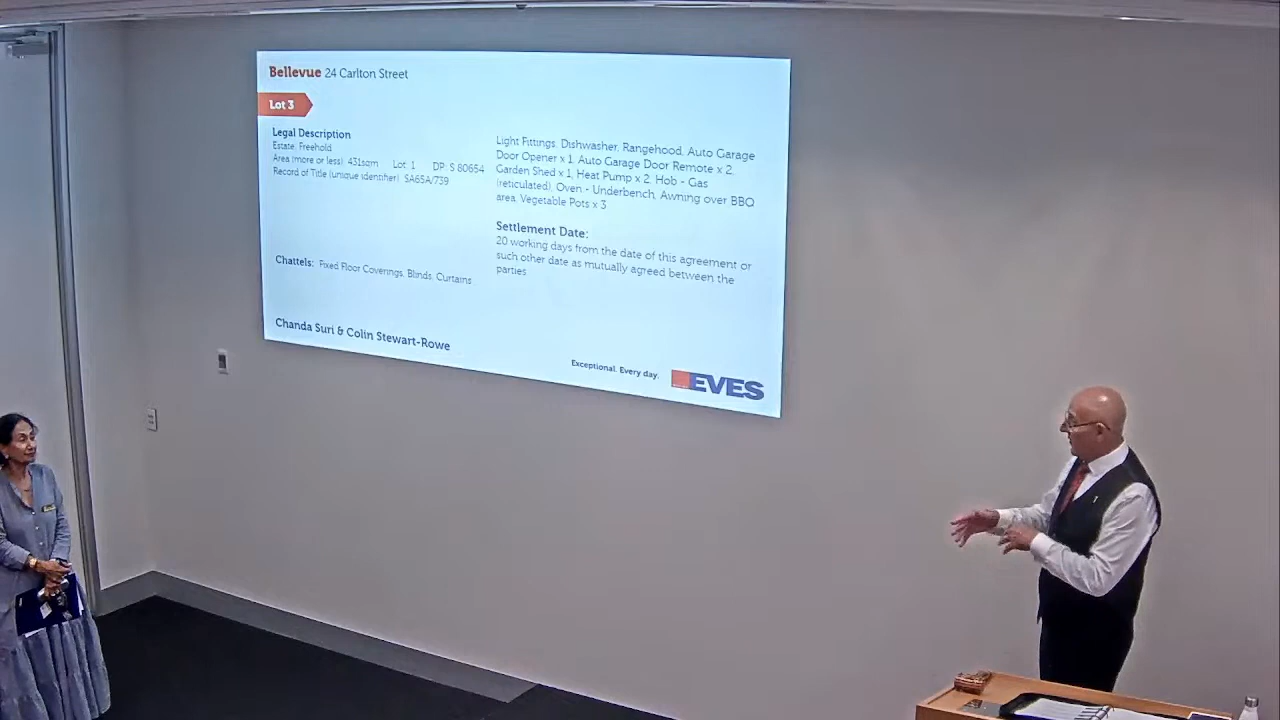 Bellevue 24 Carlton Street
Lot 3
Legal Description
Estate: Freehold
Area (more or less): 431sqm Lot: 1 DP: S 80654
Record of Title (unique identifier): SA65A/739
Chattels: Fixed Floor Coverings, Blinds, Curtains
Light Fittings, Dishwasher, Rangehood, Auto Garage
Door Opener x 1, Auto Garage Door Remote x 2,
Garden Shed x 1, Heat Pump x 2, Hob - Gas
(reticulated), Oven - Underbench, Awning over BBQ
area, Vegetable Pots x 3
Settlement Date:
20 working days from the date of this agreement or
such other date as mutually agreed between the
parties
Chanda Suri & Colin Stewart-Rowe
Exceptional. Every day.
EVES